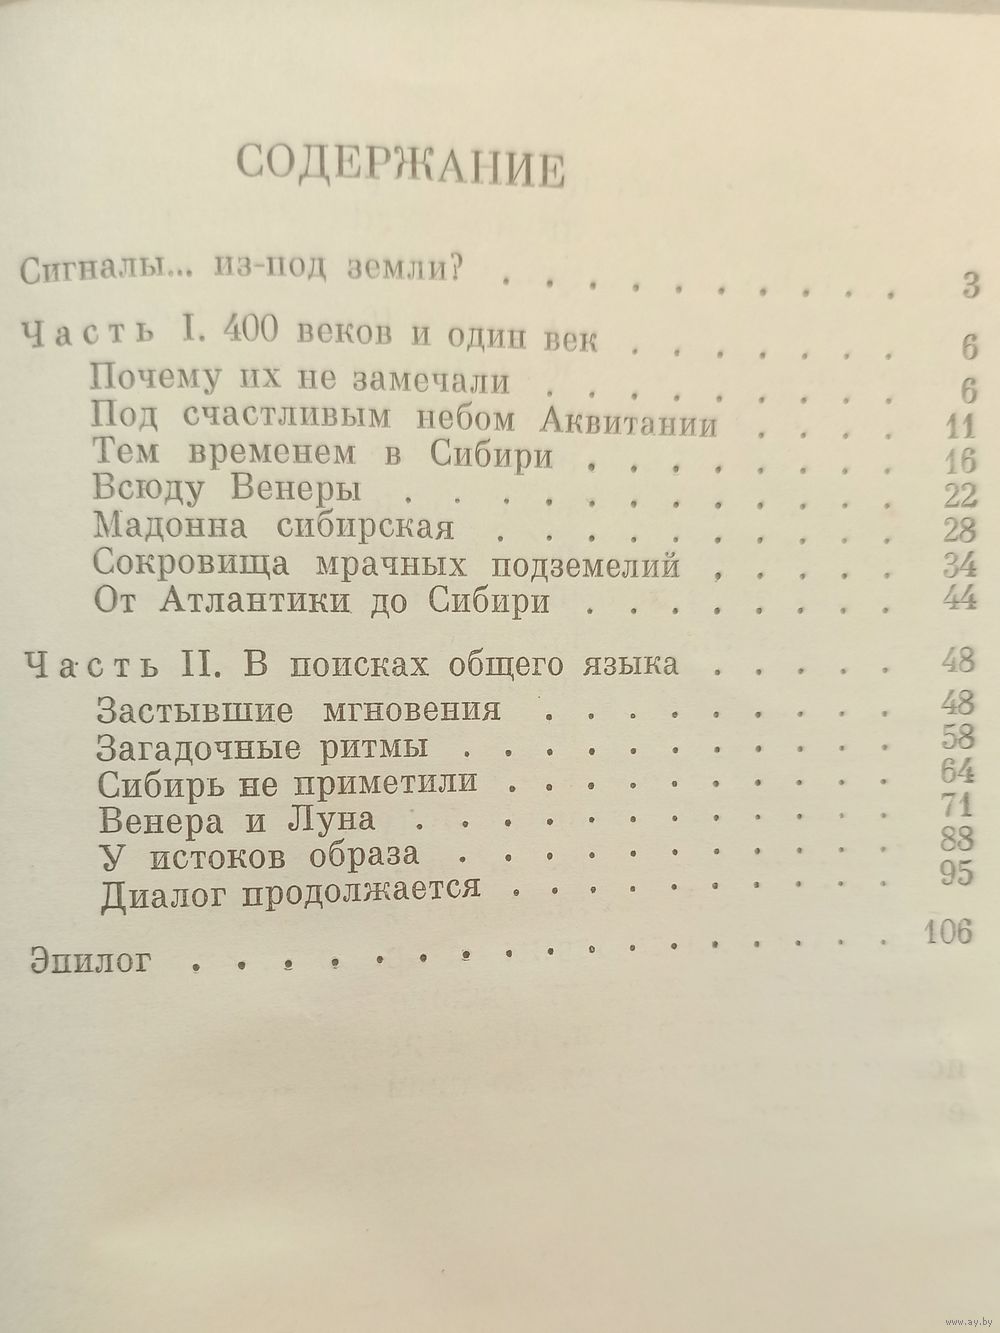 СОДЕРЖАНИЕ
Сигналы... из-под земли? . . . . . . . . . . 3
Часть I. 400 веков и один век . . . . . . . 6
Почему их не замечали . . . . . . . . . 6
Под счастливым небом Аквитании . . . . 11
Тем временем в Сибири . . . . . . . . 16
Всюду Венеры . . . . . . . . . . . . 22
Мадонна сибирская . . . . . . . . . . 28
Сокровища мрачных подземелий . . . . . 34
От Атлантики до Сибири . . . . . . . . 44
Часть II. В поисках общего языка . . . . . 48
Застывшие мгновения . . . . . . . . . 48
Загадочные ритмы . . . . . . . . . . . 58
Сибирь не приметили . . . . . . . . . . 64
Венера и Луна . . . . . . . . . . . . 71
У истоков образа . . . . . . . . . . . 88
Диалог продолжается . . . . . . . . . . 95
Эпилог . . . . . . . . . . . . . . . . . 106
www.ay.by